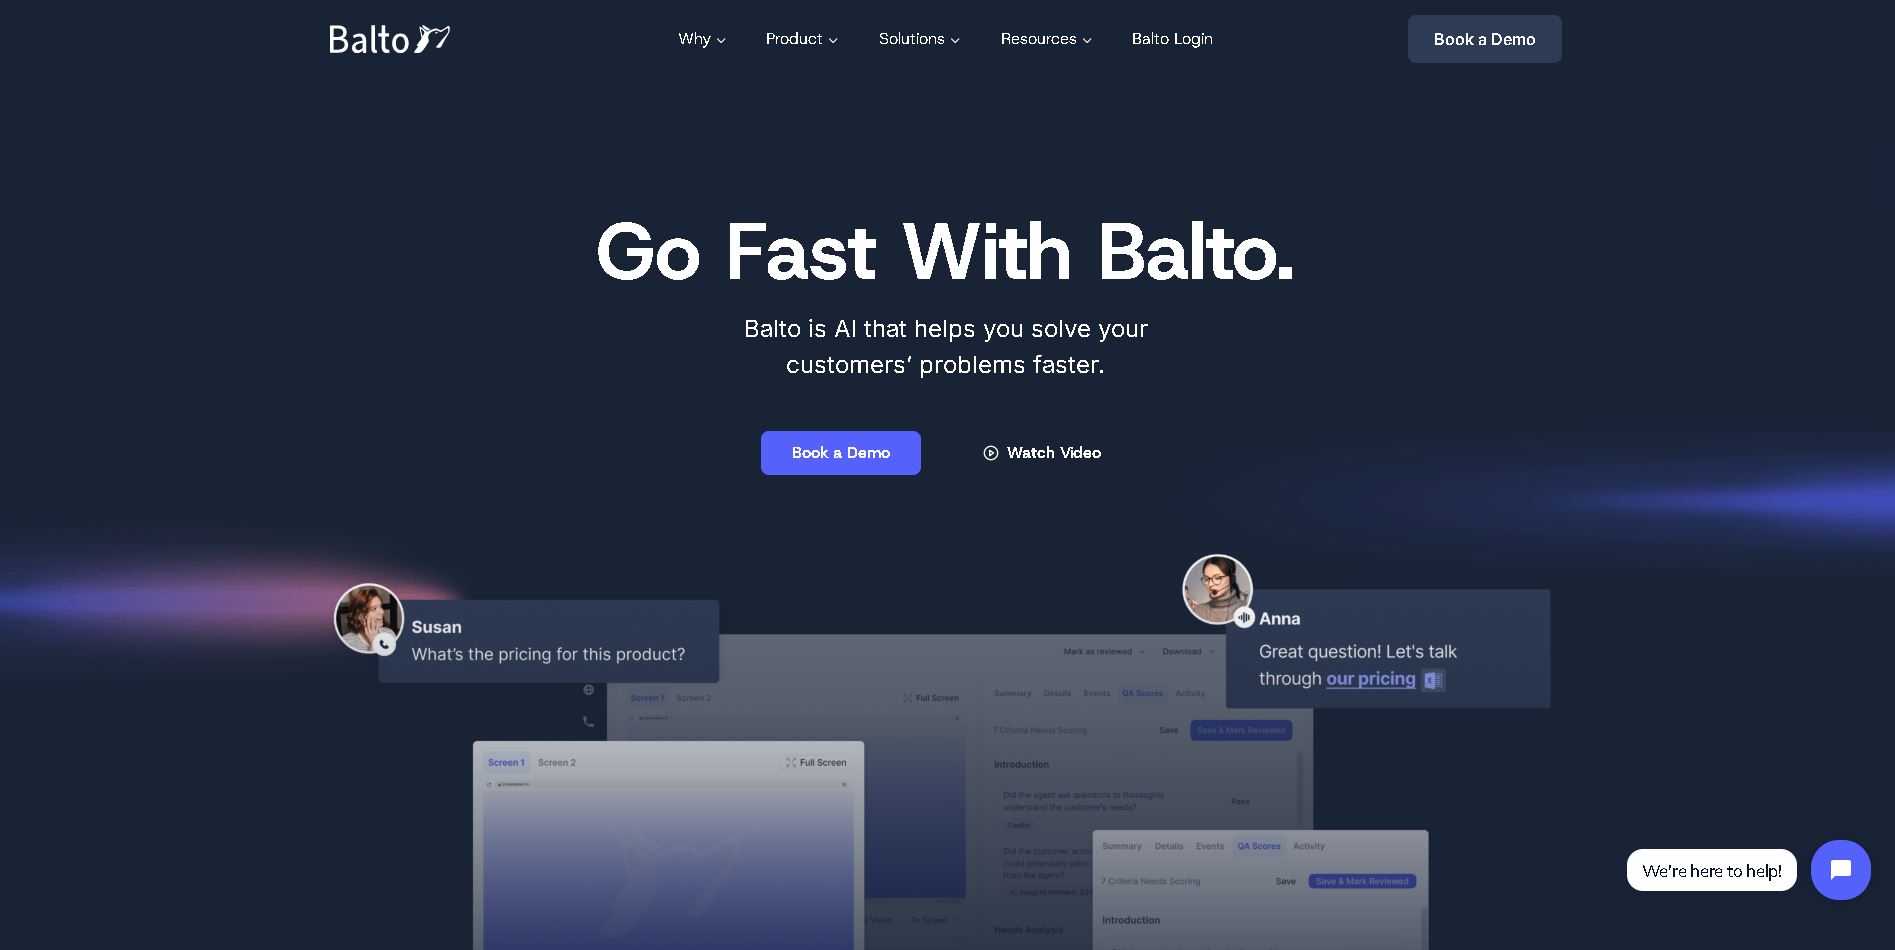 Balto
Why
Product
Solutions
Resources
Balto Login
Book a Demo
Go Fast With Balto.
Balto is AI that helps you solve your
customers’ problems faster.
Book a Demo
Watch Video
Susan
What's the pricing for this product?
Anna
Great question! Let's talk
through our pricing
Mark as reviewed
Download
Screen 1
Screen 2
Full Screen
Summary
Details
Events
QA Scores
Activity
7 Criteria Needs Scoring
Save
Save & Mark Reviewed
Introduction
Did the agent ask questions to thoroughly
understand the customer's needs?
Pass
Copilot
Did the customer
could potentially solve
from the agent?
Jump to moment:
Video
1x Speed
Needs Analysis
Screen 1
Screen 2
Full Screen
Summary
Details
Events
QA Scores
Activity
7 Criteria Needs Scoring
Save
Save & Mark Reviewed
Introduction
We're here to help!